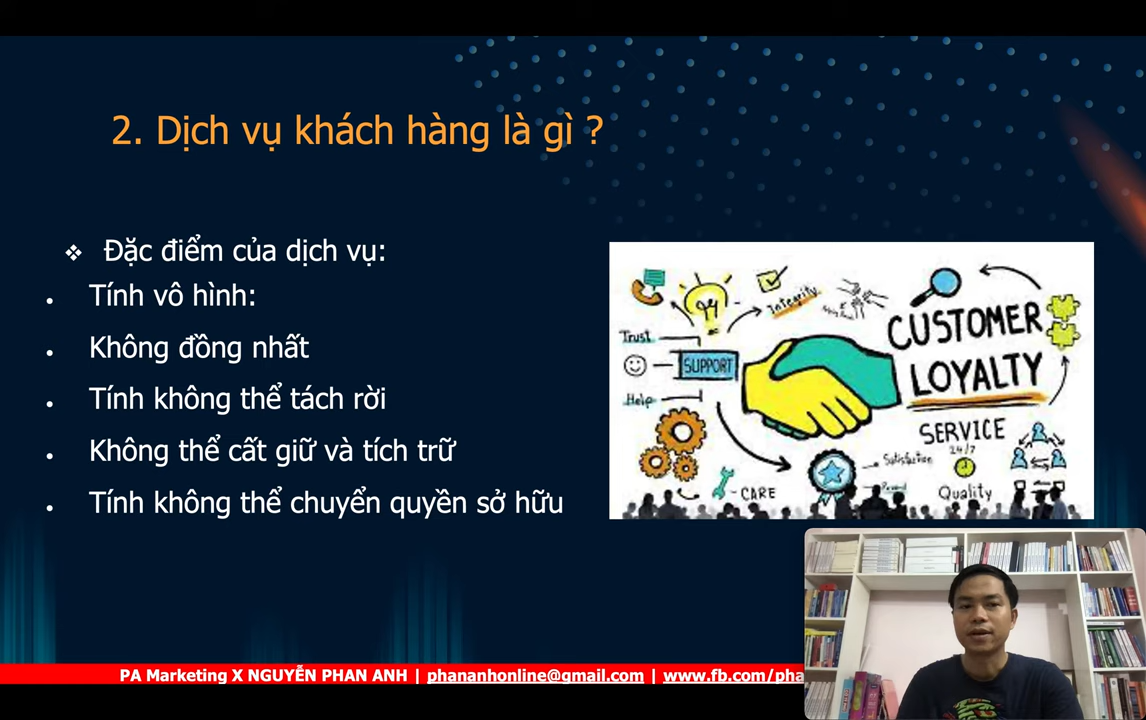 2. Dịch vụ khách hàng là gì ?
❖ Đặc điểm của dịch vụ:
• Tính vô hình:
• Không đồng nhất
• Tính không thể tách rời
• Không thể cất giữ và tích trữ
• Tính không thể chuyển quyền sở hữu
Integrity
Trust
SUPPORT
Help
CUSTOMER
LOYALTY
SERVICE
24/7
Satisfaction
CARE
Quality
PA Marketing X NGUYỄN PHAN ANH | phananhonline@gmail.com | www.fb.com/pha